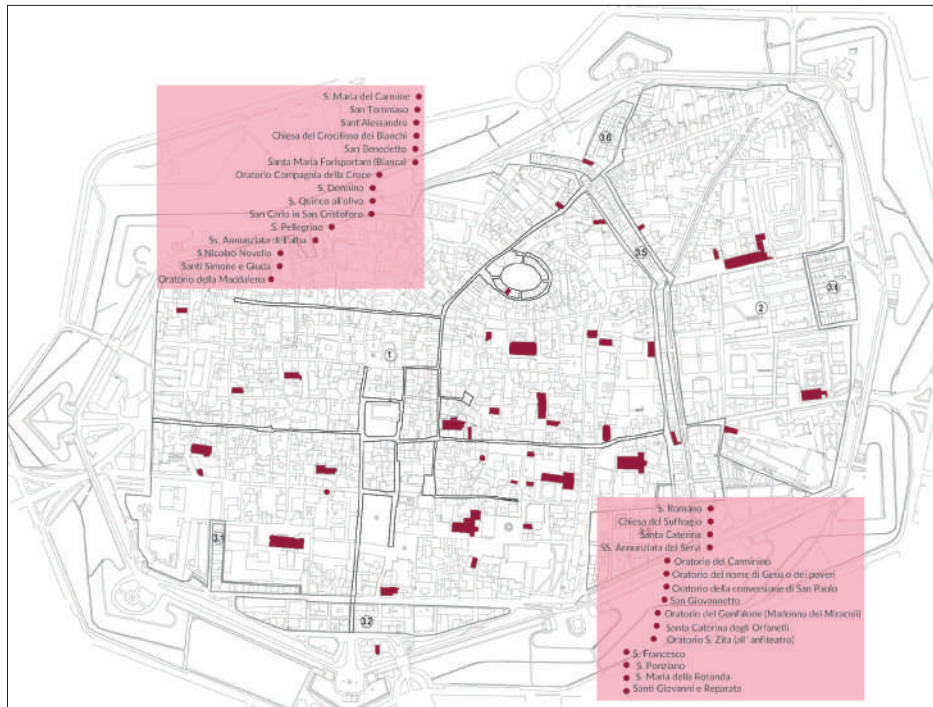 S. Maria del Carmine
San Tommaso
Sant'Alessandro
Chiesa del Crocifisso dei Bianchi
San Benedetto
Santa Maria Forisportam (Bianca)
Oratorio Compagnia della Croce
S. Donnino
S. Quirico all'olivo
San Carlo in San Cristoforo
S. Pellegrino
Ss. Annunziata dell'alba
S.Nicolao Novello
Santi Simone e Giuda
Oratorio della Maddalena
3.6
3.5
3.4
2
1
3.1
3.2
S. Romano
Chiesa del Suffragio
Santa Caterina
SS. Annunziata dei Servi
Oratorio del Carminino
Oratorio del nome di Gesù o dei poveri
Oratorio della conversione di San Paolo
San Giovannetto
Oratorio del Gonfalone (Madonna dei Miracoli)
Santa Caterina degli Orfanelli
(Oratorio S. Zita (all' anfiteatro)
S. Francesco
S. Ponziano
S. Maria della Rotonda
Santi Giovanni e Reparata